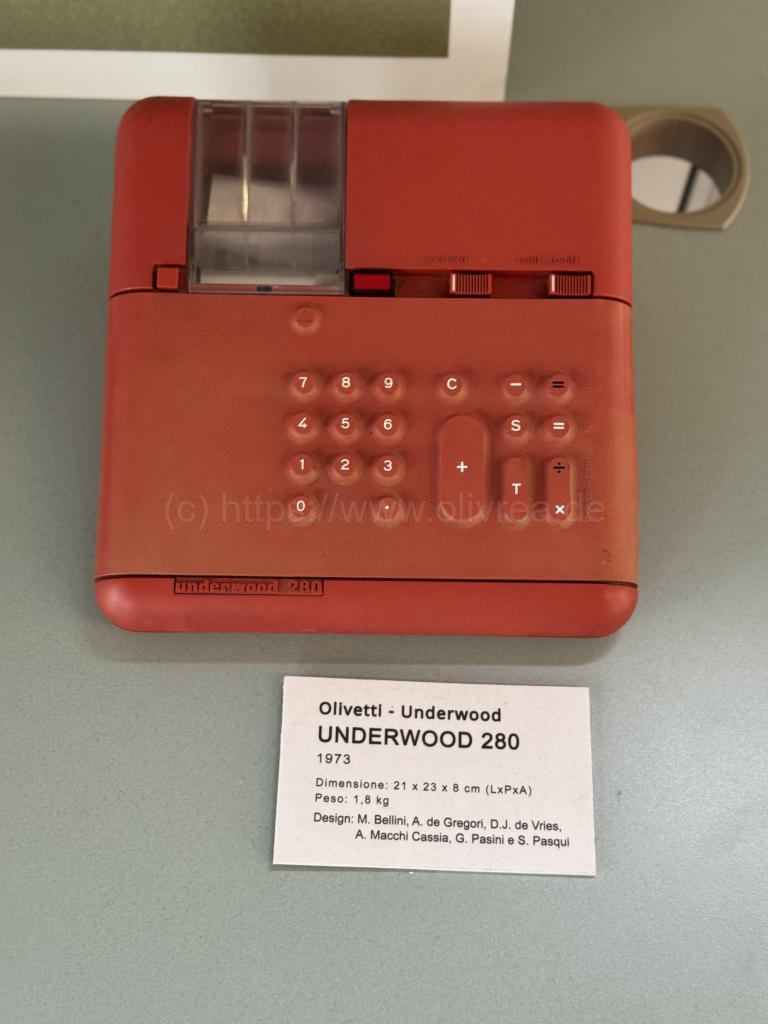 7 8 9 C − =
4 5 6 S =
1 2 3 + ÷
T
0 . ×
(c) https://www.olivrea.de
underwood 280
Olivetti - Underwood
UNDERWOOD 280
1973
Dimensione: 21 x 23 x 8 cm (LxPxA)
Peso: 1,8 kg
Design: M. Bellini, A. de Gregori, D.J. de Vries,
A. Macchi Cassia, G. Pasini e S. Pasqui